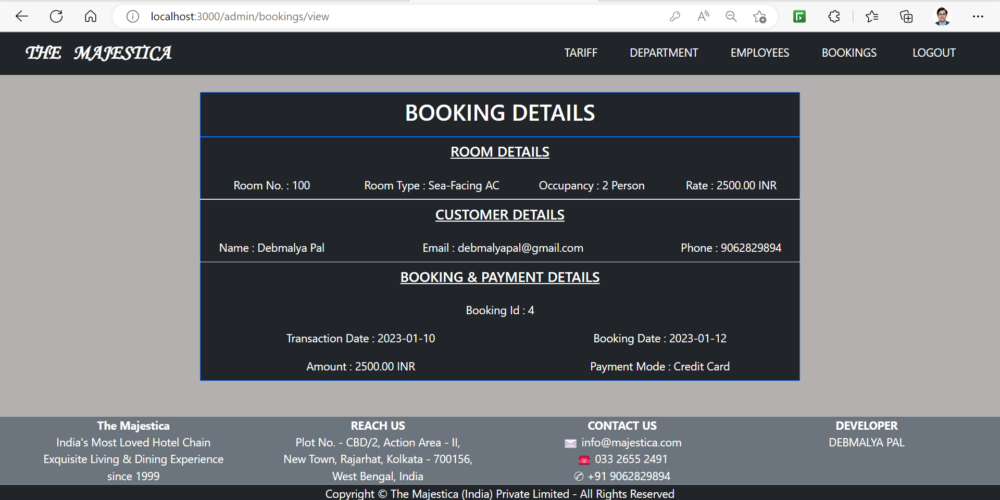 localhost:3000/admin/bookings/view
THE MAJESTICA
TARIFF DEPARTMENT EMPLOYEES BOOKINGS LOGOUT
BOOKING DETAILS
ROOM DETAILS
Room No. : 100 Room Type : Sea-Facing AC Occupancy : 2 Person Rate : 2500.00 INR
CUSTOMER DETAILS
Name : Debmalya Pal Email : debmalyapal@gmail.com Phone : 9062829894
BOOKING & PAYMENT DETAILS
Booking Id : 4
Transaction Date : 2023-01-10 Booking Date : 2023-01-12
Amount : 2500.00 INR Payment Mode : Credit Card
The Majestica
India's Most Loved Hotel Chain
Exquisite Living & Dining Experience
since 1999
REACH US
Plot No. - CBD/2, Action Area - II,
New Town, Rajarhat, Kolkata - 700156,
West Bengal, India
CONTACT US
✉ info@majestica.com
☎ 033 2655 2491
✆ +91 9062829894
DEVELOPER
DEBMALYA PAL
Copyright © The Majestica (India) Private Limited - All Rights Reserved